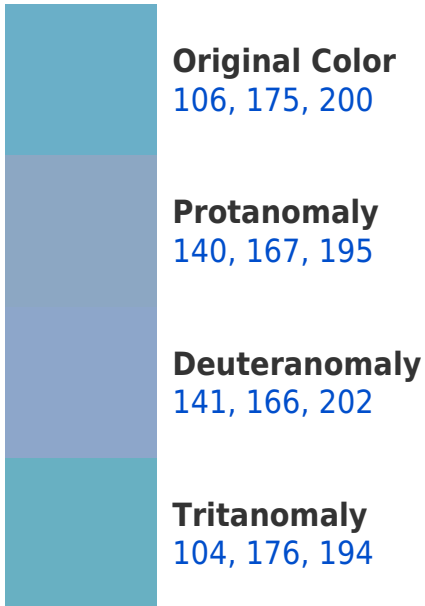 Original Color
106, 175, 200
Protanomaly
140, 167, 195
Deuteranomaly
141, 166, 202
Tritanomaly
104, 176, 194